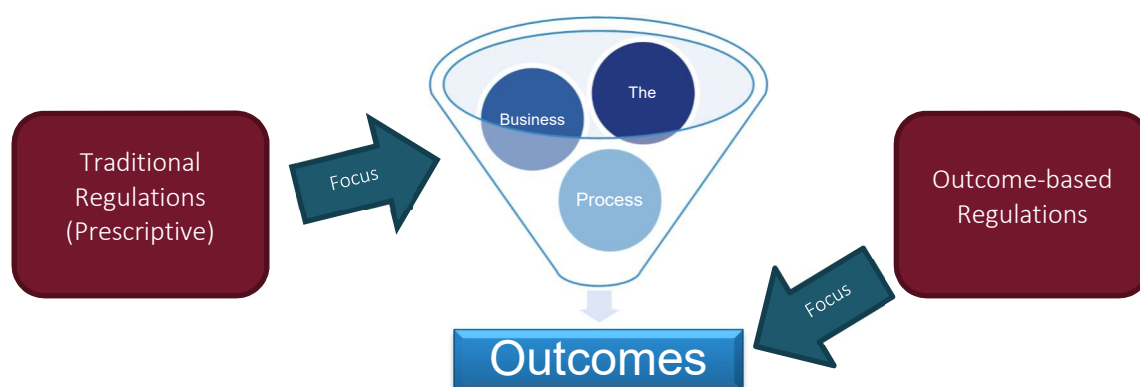 Traditional
Regulations
(Prescriptive)
Focus
The
Business
Process
Outcomes
Focus
Outcome-based
Regulations